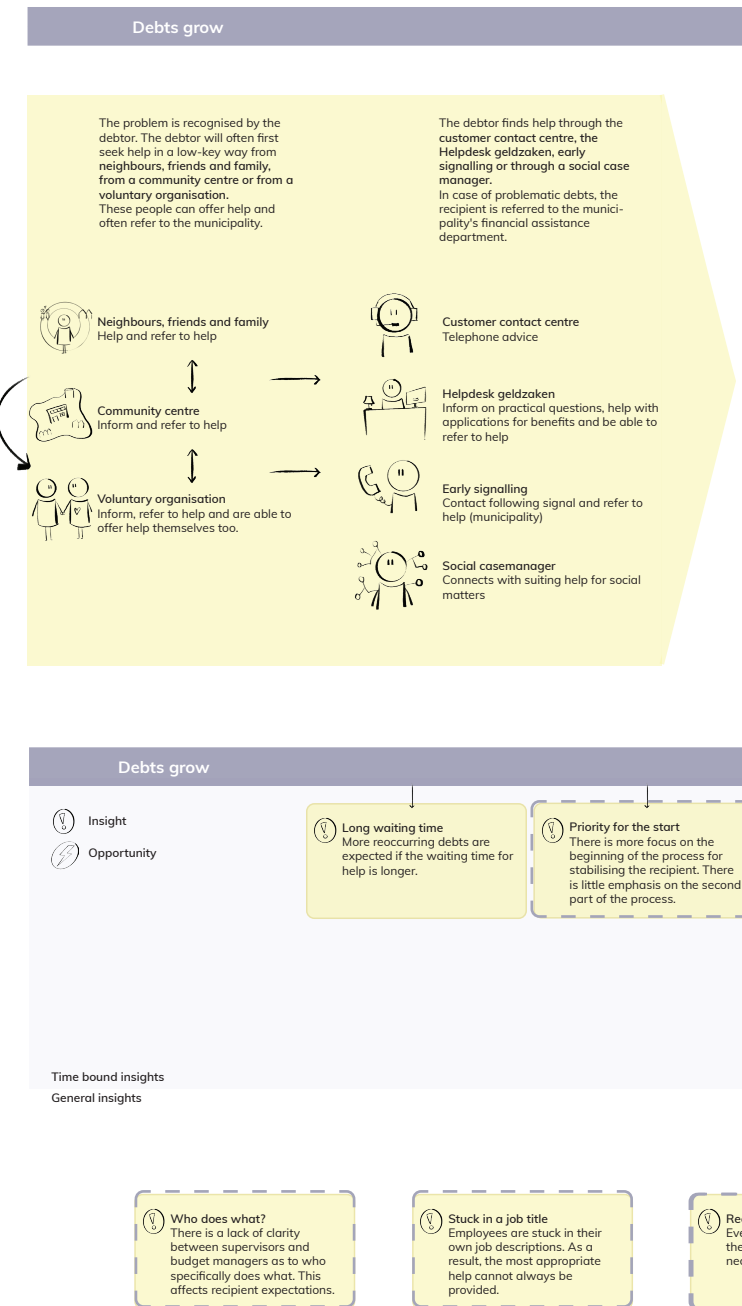 Debts grow
The problem is recognised by the
debtor. The debtor will often first
seek help in a low-key way from
neighbours, friends and family,
from a community centre or from a
voluntary organisation.
These people can offer help and
often refer to the municipality.
The debtor finds help through the
customer contact centre, the
Helpdesk geldzaken, early
signalling or through a social case
manager.
In case of problematic debts, the
recipient is referred to the munici-
pality's financial assistance
department.
Neighbours, friends and family
Help and refer to help
Community centre
Inform and refer to help
Voluntary organisation
Inform, refer to help and are able to
offer help themselves too.
Customer contact centre
Telephone advice
Helpdesk geldzaken
Inform on practical questions, help with
applications for benefits and be able to
refer to help
Early signalling
Contact following signal and refer to
help (municipality)
Social casemanager
Connects with suiting help for social
matters
Debts grow
Insight
Opportunity
Long waiting time
More reoccurring debts are
expected if the waiting time for
help is longer.
Priority for the start
There is more focus on the
beginning of the process for
stabilising the recipient. There
is little emphasis on the second
part of the process.
Time bound insights
General insights
Who does what?
There is a lack of clarity
between supervisors and
budget managers as to who
specifically does what. This
affects recipient expectations.
Stuck in a job title
Employees are stuck in their
own job descriptions. As a
result, the most appropriate
help cannot always be
provided.